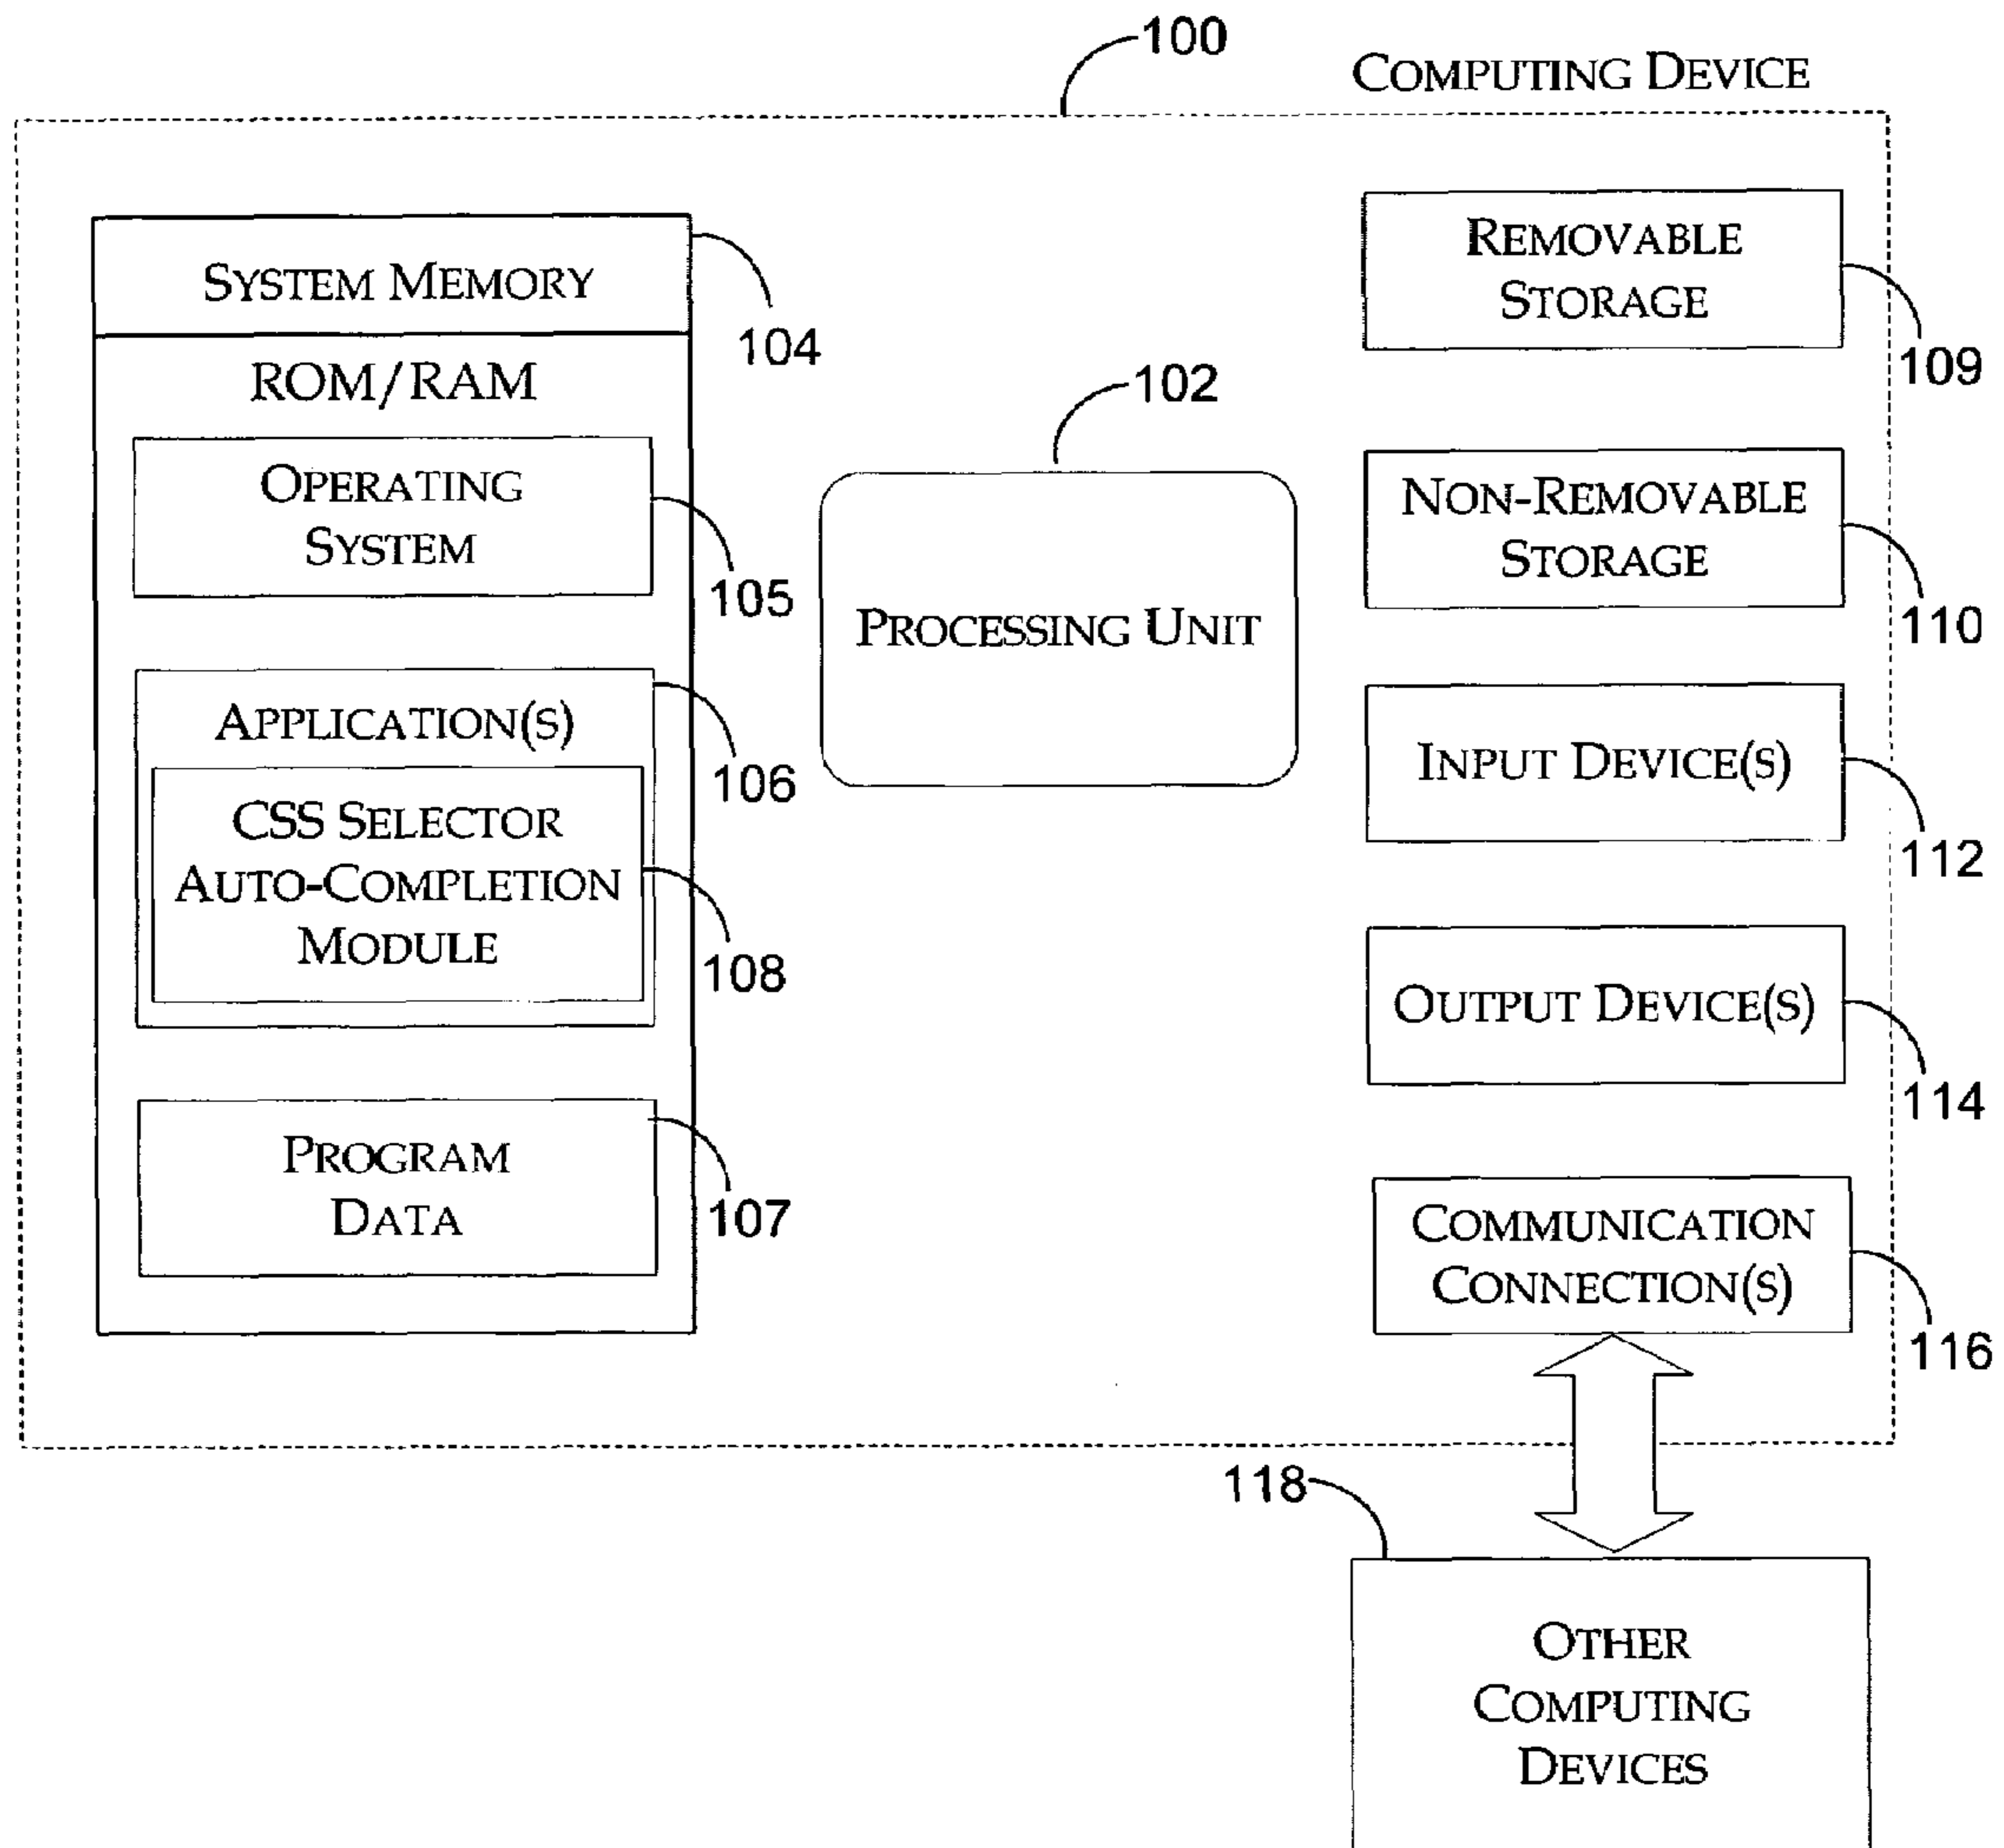 100
COMPUTING DEVICE
SYSTEM MEMORY
104
ROM/RAM
OPERATING
SYSTEM
105
APPLICATION(S)
106
CSS SELECTOR
AUTO-COMPLETION
MODULE
108
PROGRAM
DATA
107
102
PROCESSING UNIT
REMOVABLE
STORAGE
109
NON-REMOVABLE
STORAGE
110
INPUT DEVICE(S)
112
OUTPUT DEVICE(S)
114
COMMUNICATION
CONNECTION(S)
116
118
OTHER
COMPUTING
DEVICES